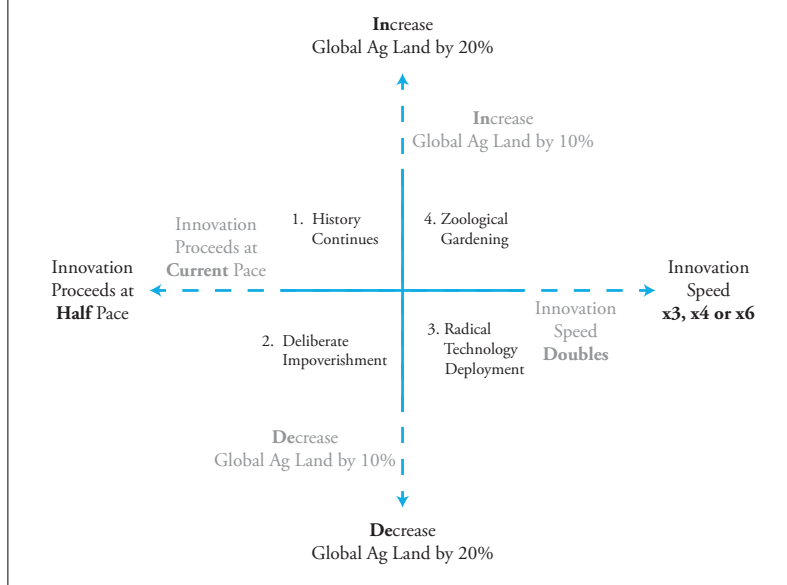 Increase
Global Ag Land by 20%
Increase
Global Ag Land by 10%
1. History
Continues
4. Zoological
Gardening
Innovation
Proceeds at
Current Pace
Innovation
Proceeds at
Half Pace
Innovation
Speed
x3, x4 or x6
Innovation
Speed
Doubles
2. Deliberate
Impoverishment
3. Radical
Technology
Deployment
Decrease
Global Ag Land by 10%
Decrease
Global Ag Land by 20%